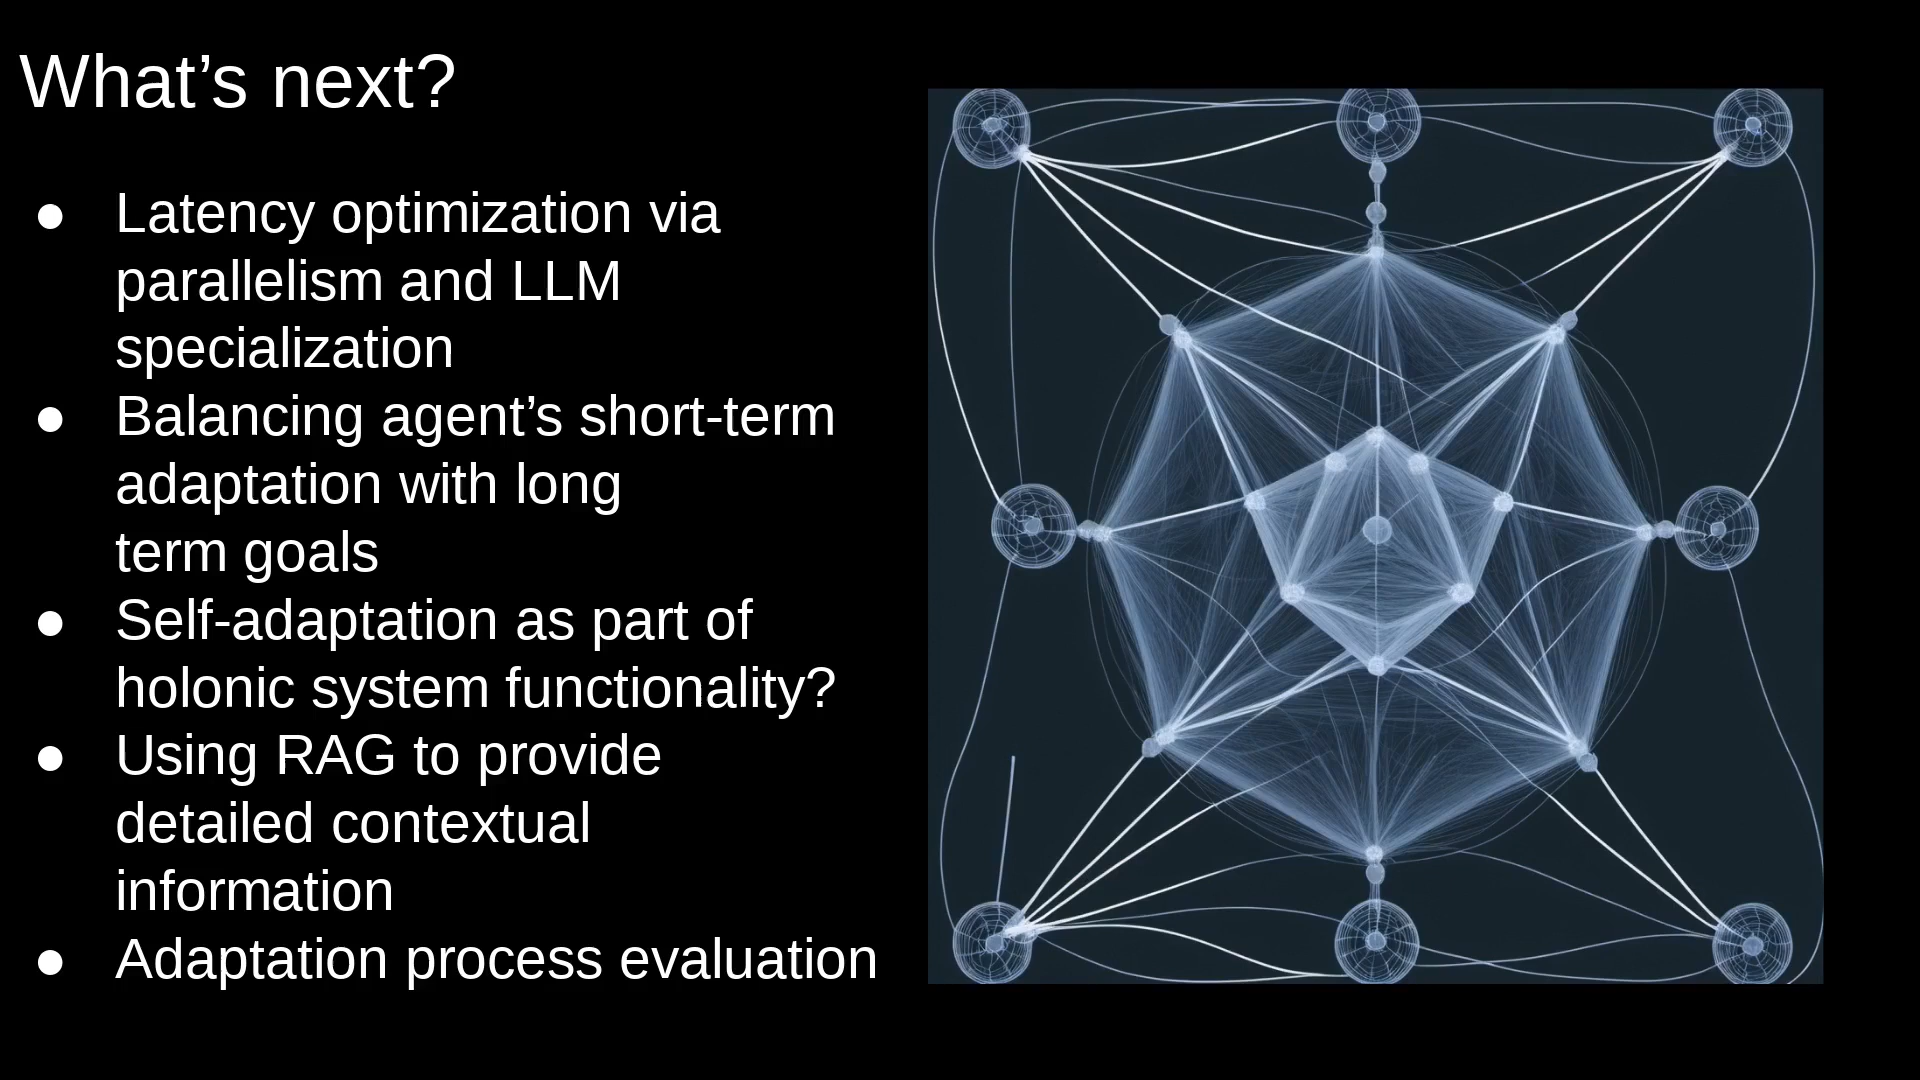 What’s next?
● Latency optimization via
parallelism and LLM
specialization
● Balancing agent’s short-term
adaptation with long
term goals
● Self-adaptation as part of
holonic system functionality?
● Using RAG to provide
detailed contextual
information
● Adaptation process evaluation